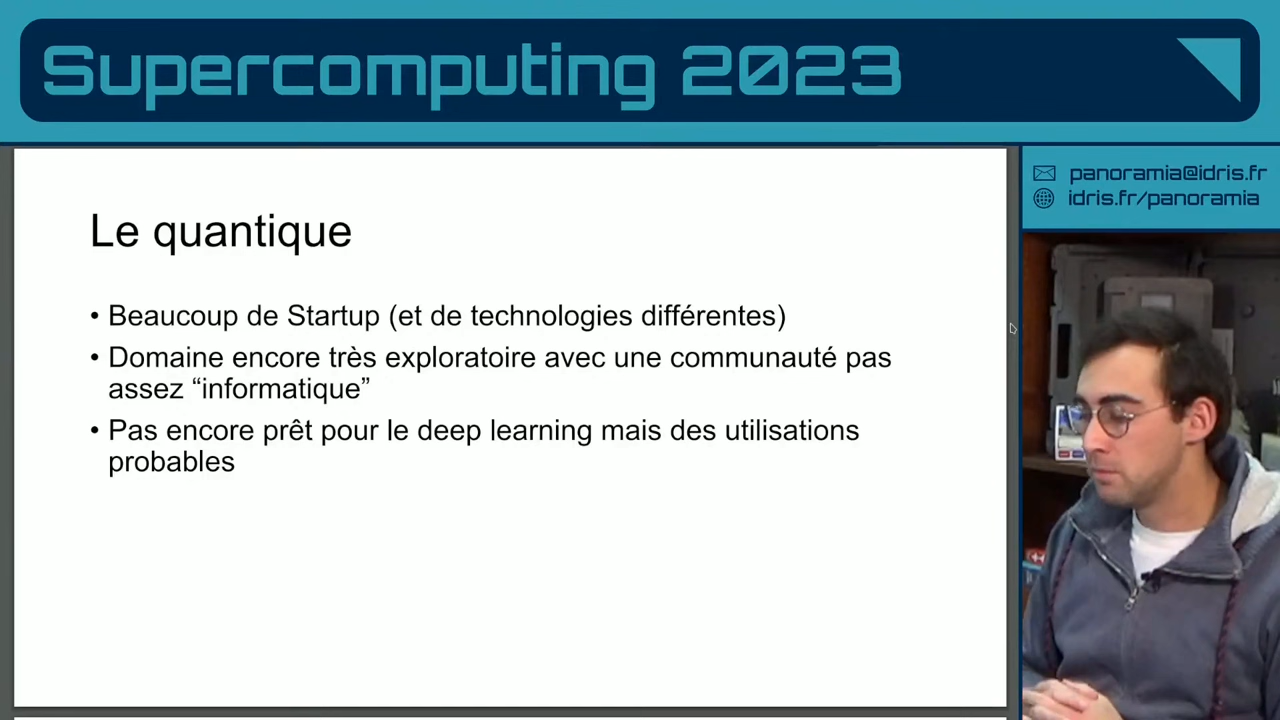 Supercomputing 2023
panoramia@idris.fr
idris.fr/panoramia
Le quantique
• Beaucoup de Startup (et de technologies différentes)
• Domaine encore très exploratoire avec une communauté pas
assez “informatique”
• Pas encore prêt pour le deep learning mais des utilisations
probables